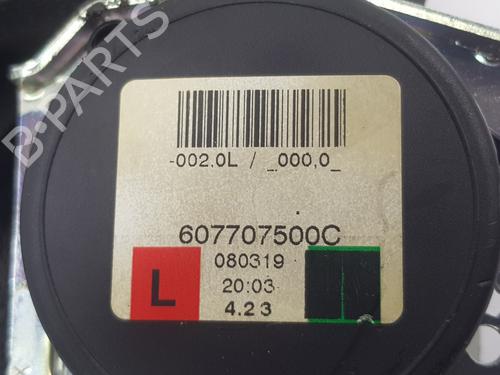 B-PARTS
-002,0L / _000,0_
607707500C
080319
L
20:03
4.23